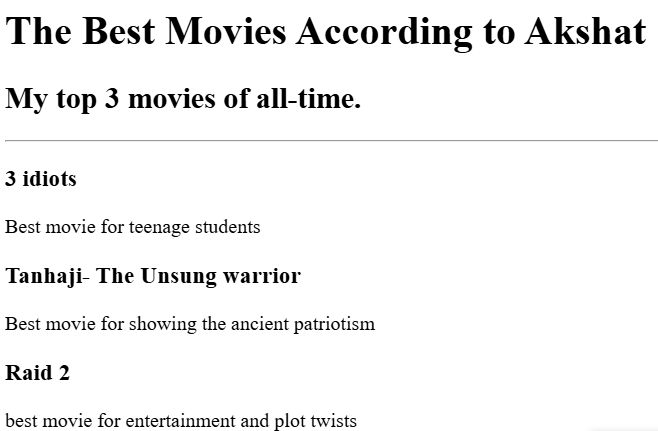 The Best Movies According to Akshat
My top 3 movies of all-time.
3 idiots
Best movie for teenage students
Tanhaji- The Unsung warrior
Best movie for showing the ancient patriotism
Raid 2
best movie for entertainment and plot twists